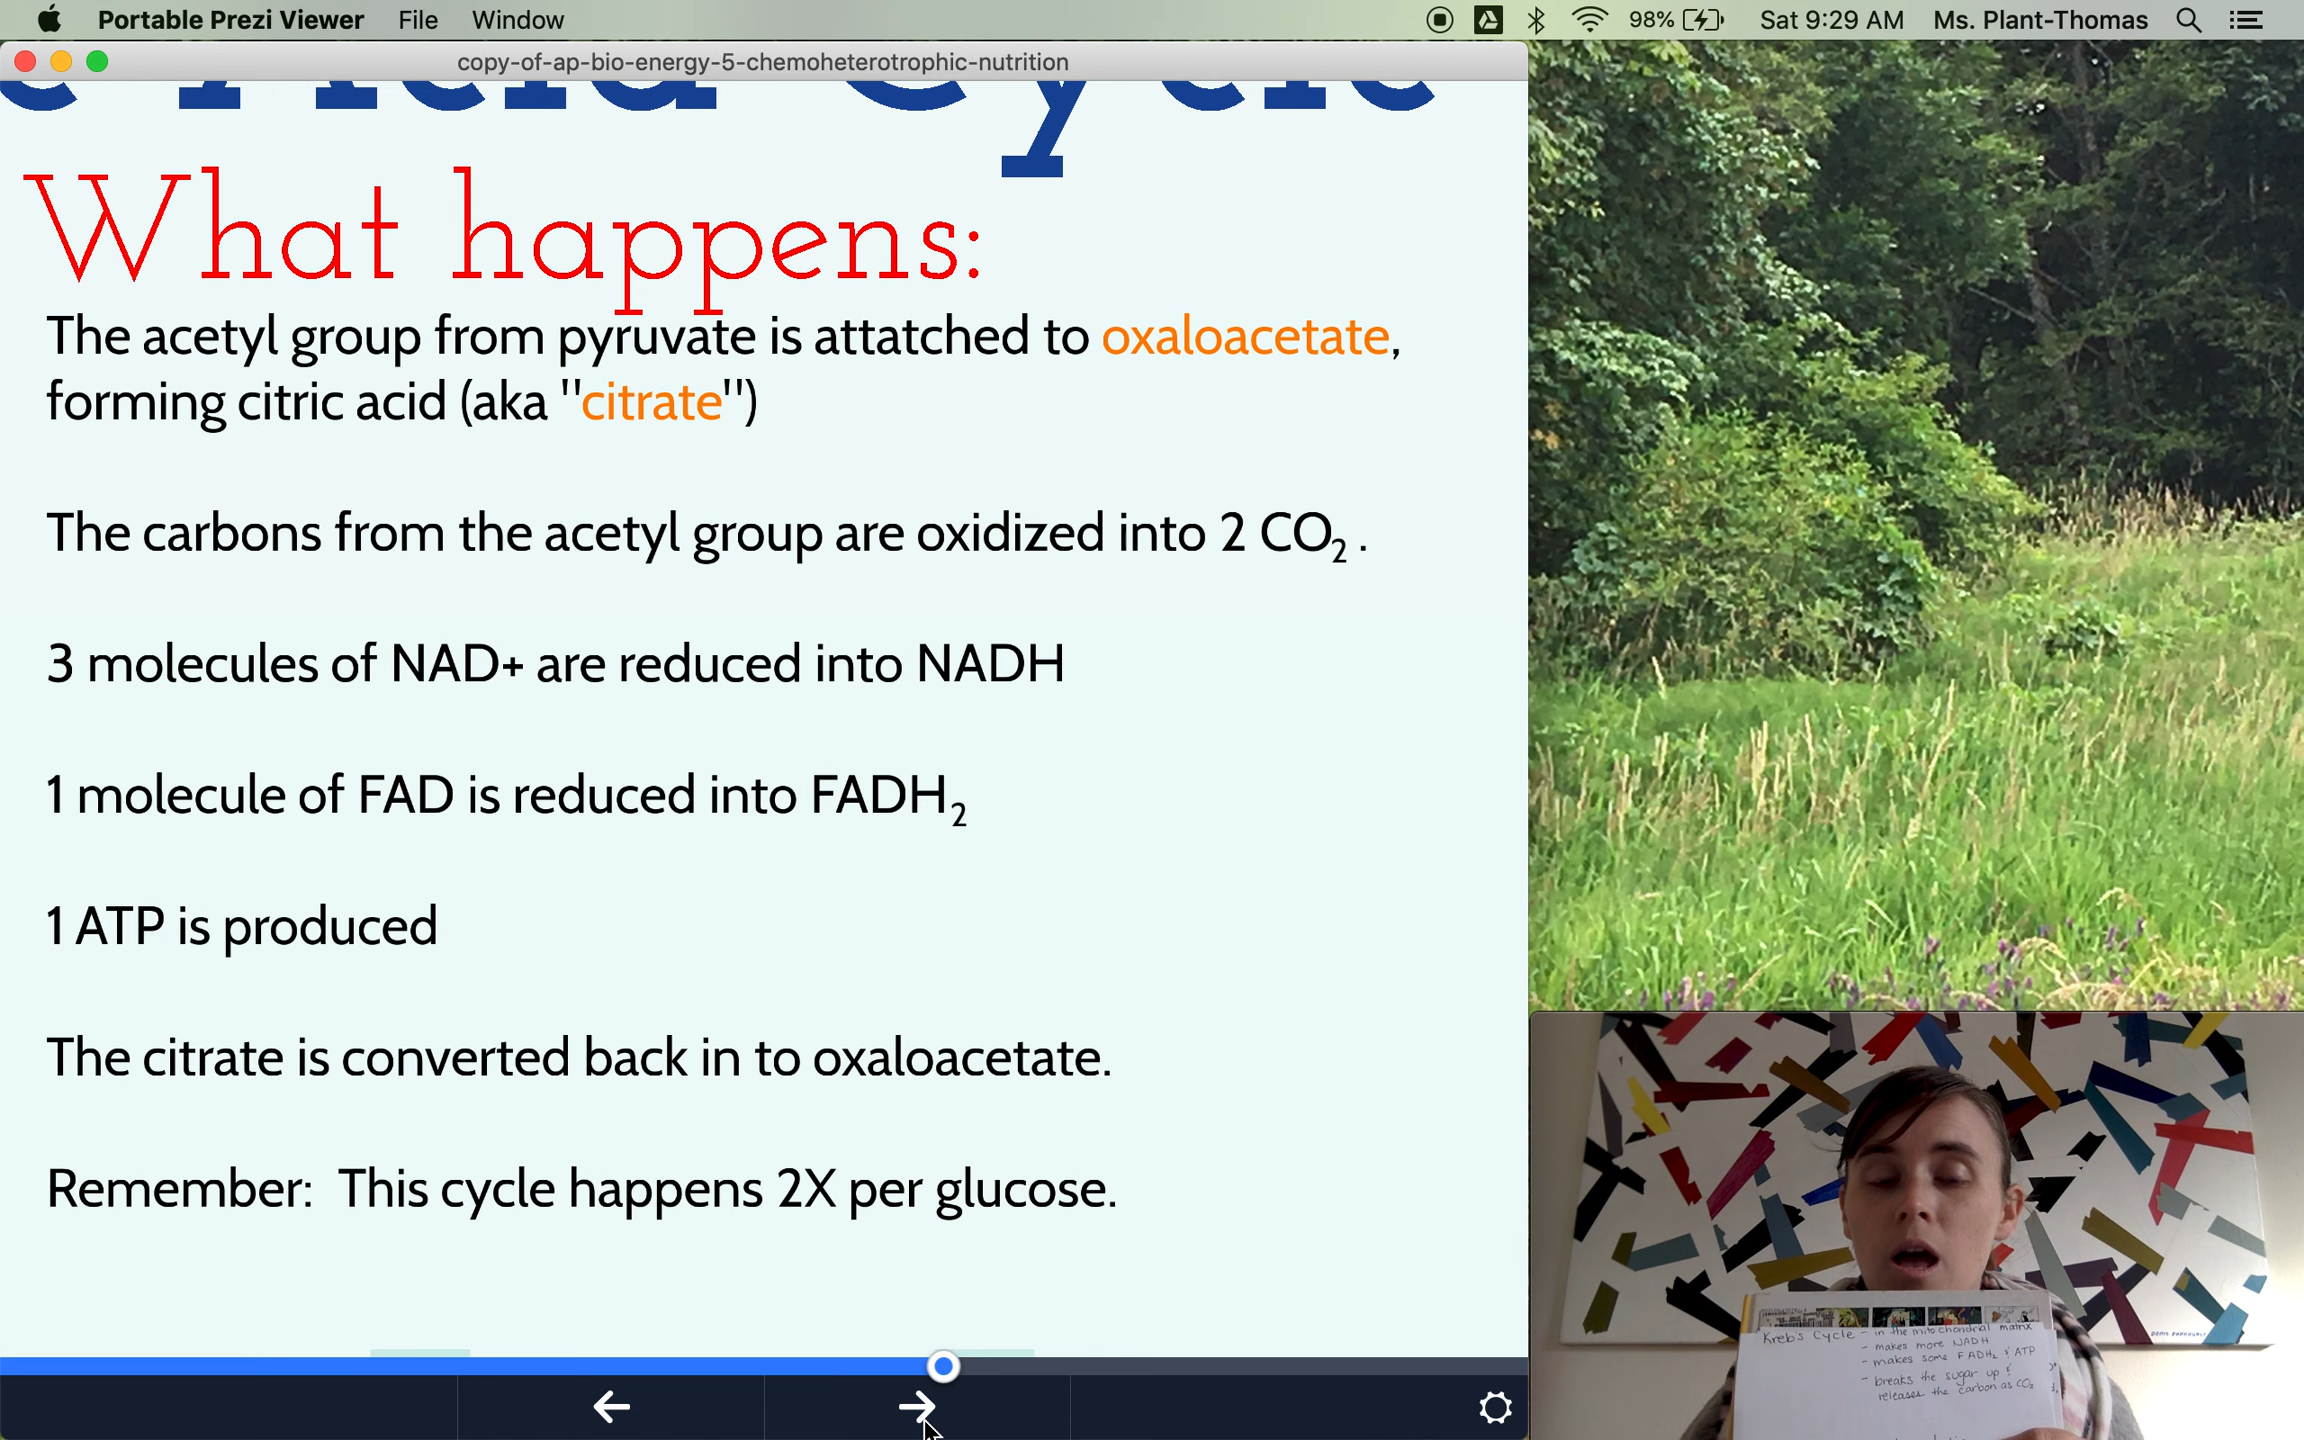 Portable Prezi Viewer File Window 98% Sat 9:29 AM Ms. Plant-Thomas
copy-of-ap-bio-energy-5-chemoheterotrophic-nutrition
e Acid Cycle
What happens:
The acetyl group from pyruvate is attatched to oxaloacetate,
forming citric acid (aka "citrate")
The carbons from the acetyl group are oxidized into 2 CO₂ .
3 molecules of NAD+ are reduced into NADH
1 molecule of FAD is reduced into FADH₂
1 ATP is produced
The citrate is converted back in to oxaloacetate.
Remember: This cycle happens 2X per glucose.
Kreb's Cycle - in the mitochondrial matrix
- makes more NADH
- makes some FADH₂ & ATP
- breaks the sugar up &
releases the carbon as CO₂